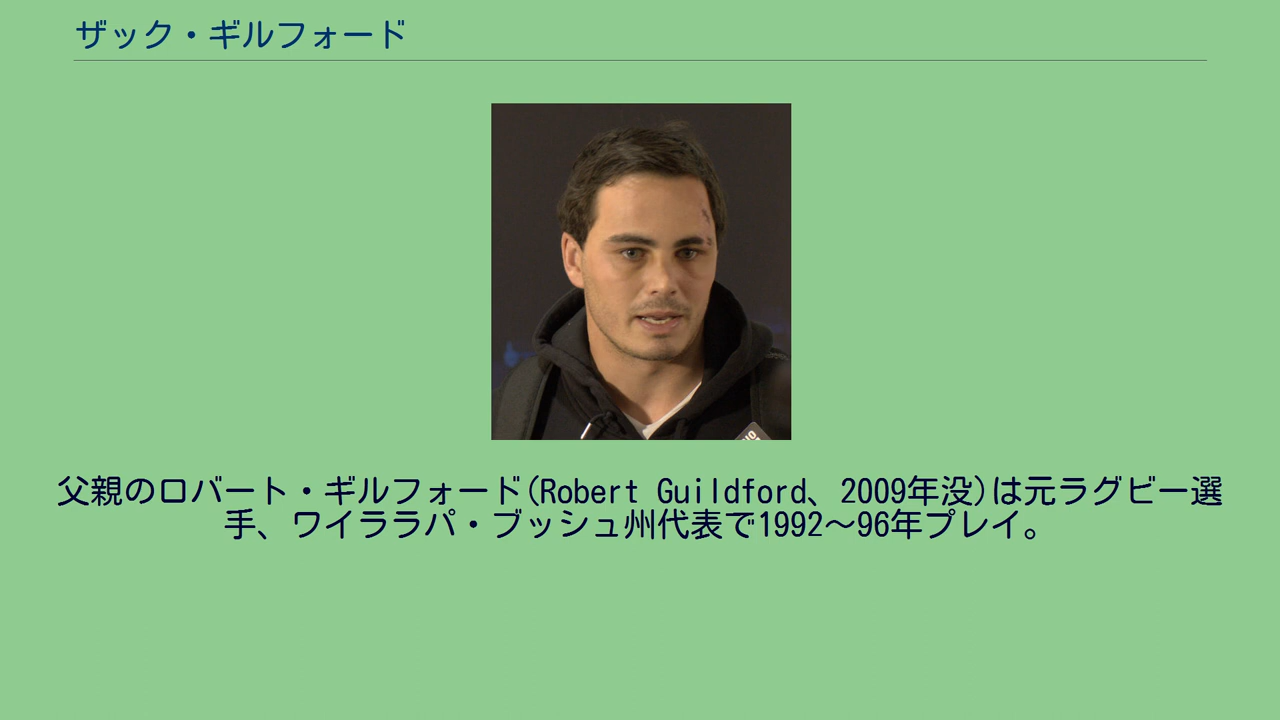 ザック・ギルフォード
父親のロバート・ギルフォード(Robert Guildford、2009年没)は元ラグビー選
手、ワイララパ・ブッシュ州代表で1992～96年プレイ。